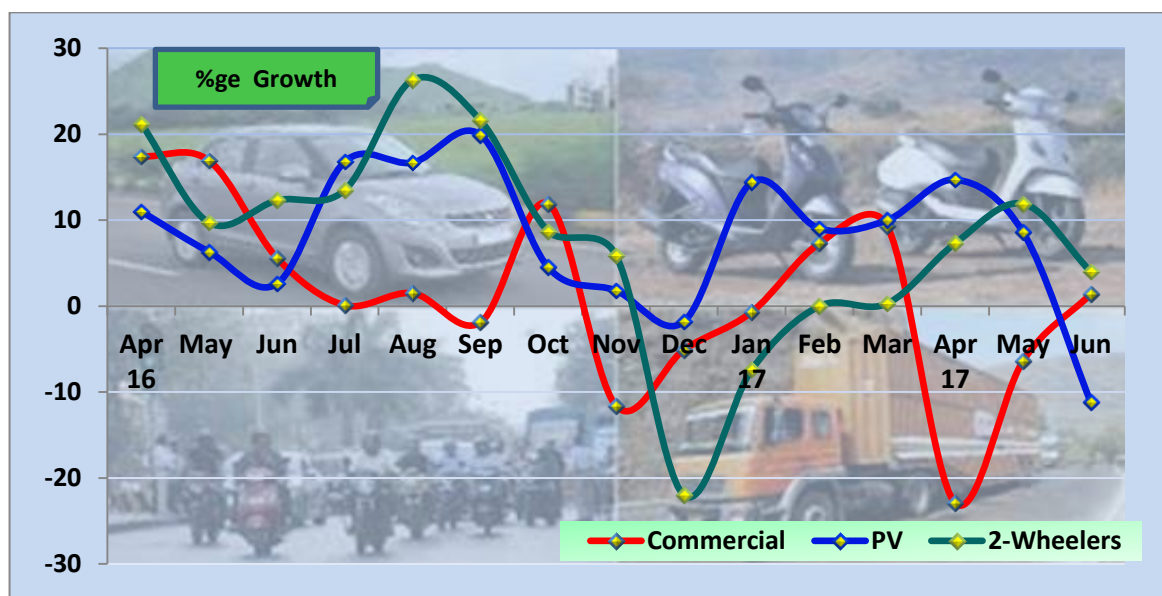 30
%ge Growth
20
10
0
Apr May Jun Jul Aug Sep Oct Nov Dec Jan Feb Mar Apr May Jun
16 17 17
-10
-20
Commercial PV 2-Wheelers
-30